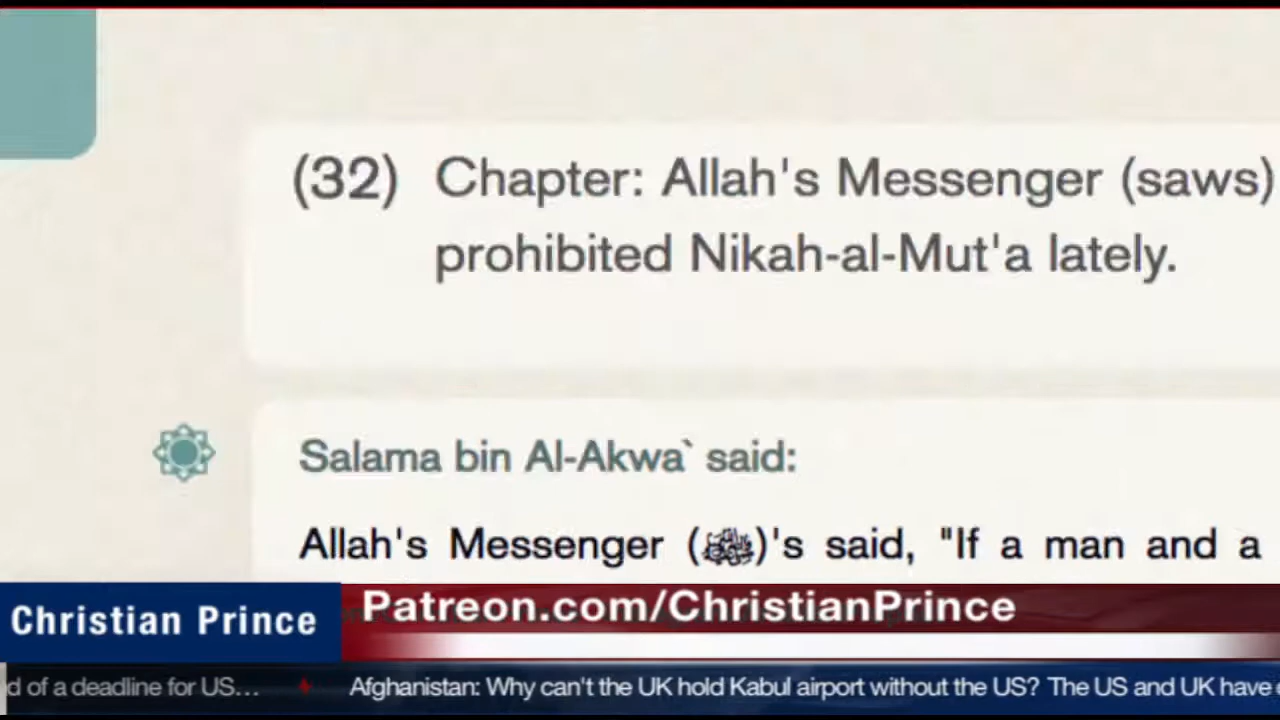 (32) Chapter: Allah's Messenger (saws)
prohibited Nikah-al-Mut'a lately.
Salama bin Al-Akwa` said:
Allah's Messenger (ﷺ)'s said, "If a man and a
Christian Prince
Patreon.com/ChristianPrince
d of a deadline for US... Afghanistan: Why can't the UK hold Kabul airport without the US? The US and UK have